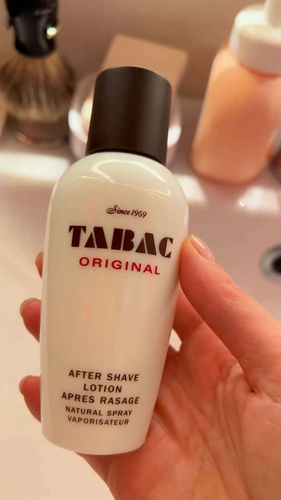 Since 1959
TABAC
ORIGINAL
AFTER SHAVE
LOTION
APRES RASAGE
NATURAL SPRAY
VAPORISATEUR